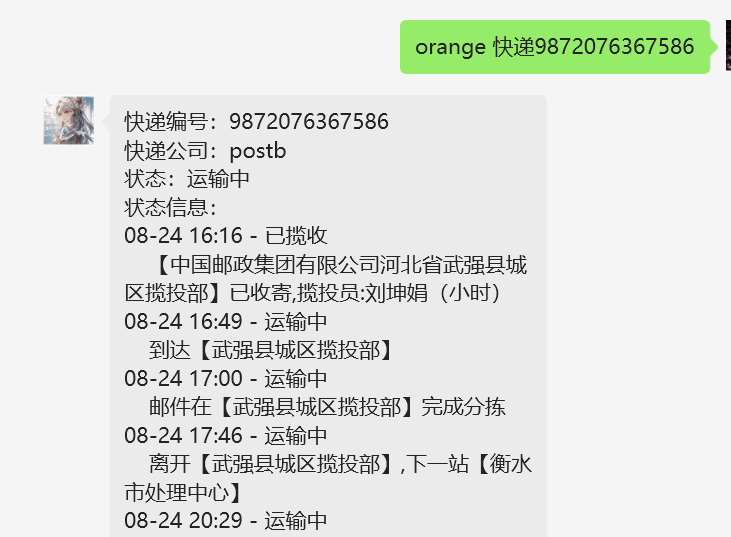 orange 快递9872076367586
快递编号：9872076367586
快递公司：postb
状态：运输中
状态信息：
08-24 16:16 - 已揽收
【中国邮政集团有限公司河北省武强县城
区揽投部】已收寄,揽投员:刘坤娟（小时）
08-24 16:49 - 运输中
到达【武强县城区揽投部】
08-24 17:00 - 运输中
邮件在【武强县城区揽投部】完成分拣
08-24 17:46 - 运输中
离开【武强县城区揽投部】,下一站【衡水
市处理中心】
08-24 20:29 - 运输中